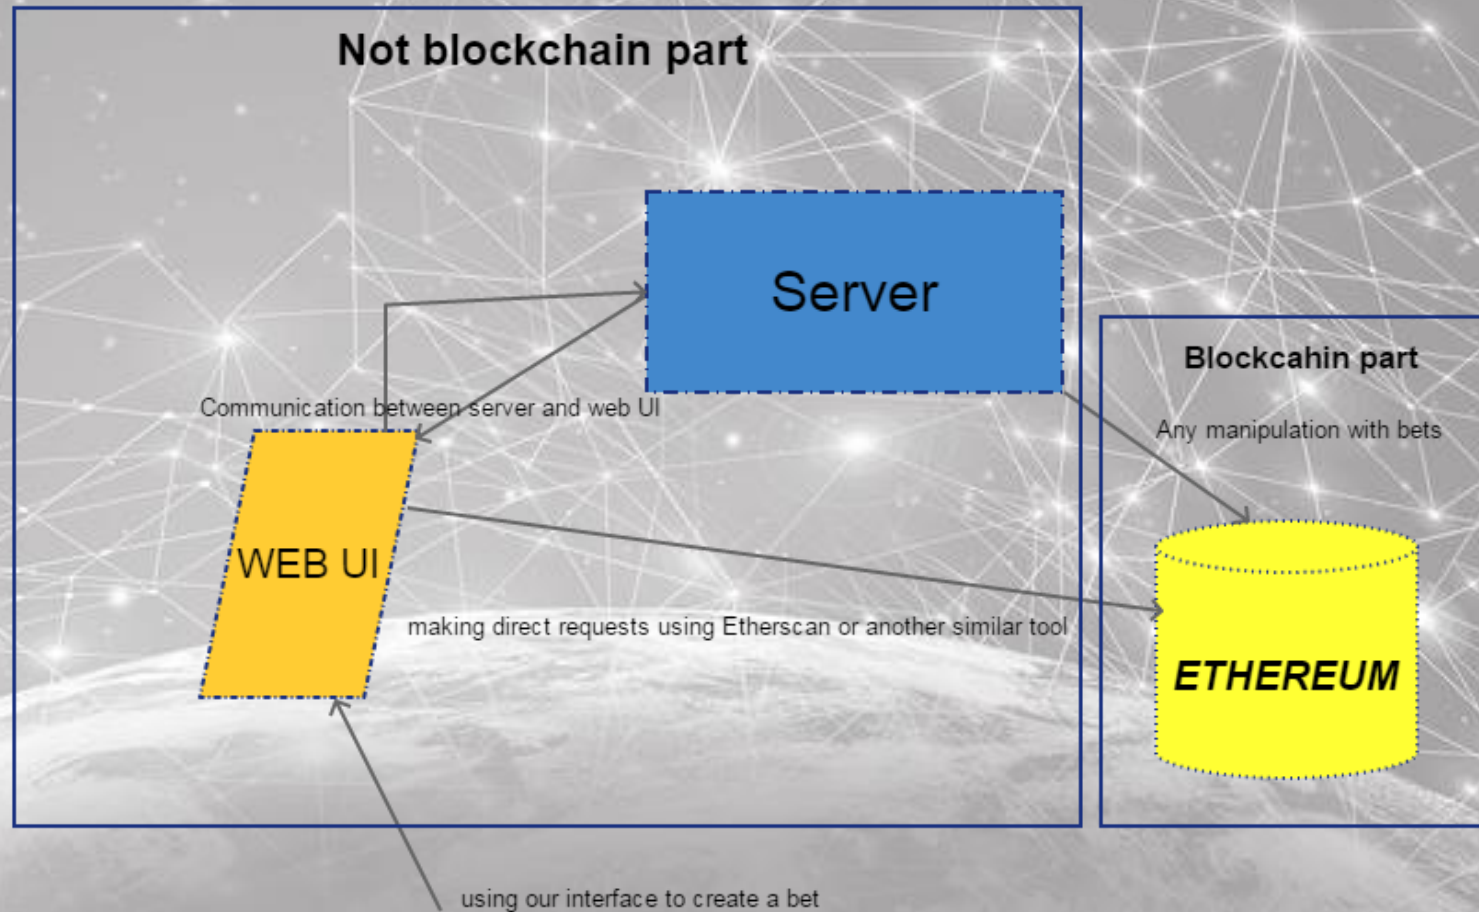 Not blockchain part
Server
Blockcahin part
Communication between server and web UI
Any manipulation with bets
WEB UI
making direct requests using Etherscan or another similar tool
ETHEREUM
using our interface to create a bet